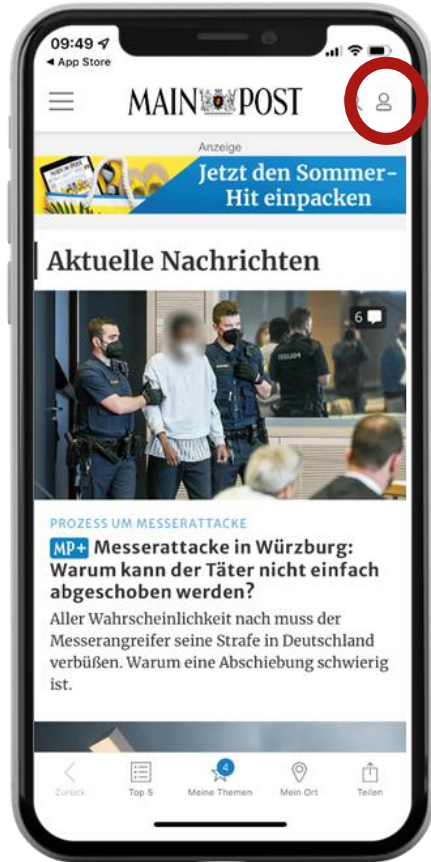 09:49
◀ App Store
MAIN POST
Anzeige
Jetzt den Sommer-
Hit einpacken
Aktuelle Nachrichten
6
PROZESS UM MESSERATTACKE
MP+ Messerattacke in Würzburg:
Warum kann der Täter nicht einfach
abgeschoben werden?
Aller Wahrscheinlichkeit nach muss der
Messerangreifer seine Strafe in Deutschland
verbüßen. Warum eine Abschiebung schwierig
ist.
4
Zurück Top 5 Meine Themen Mein Ort Teilen